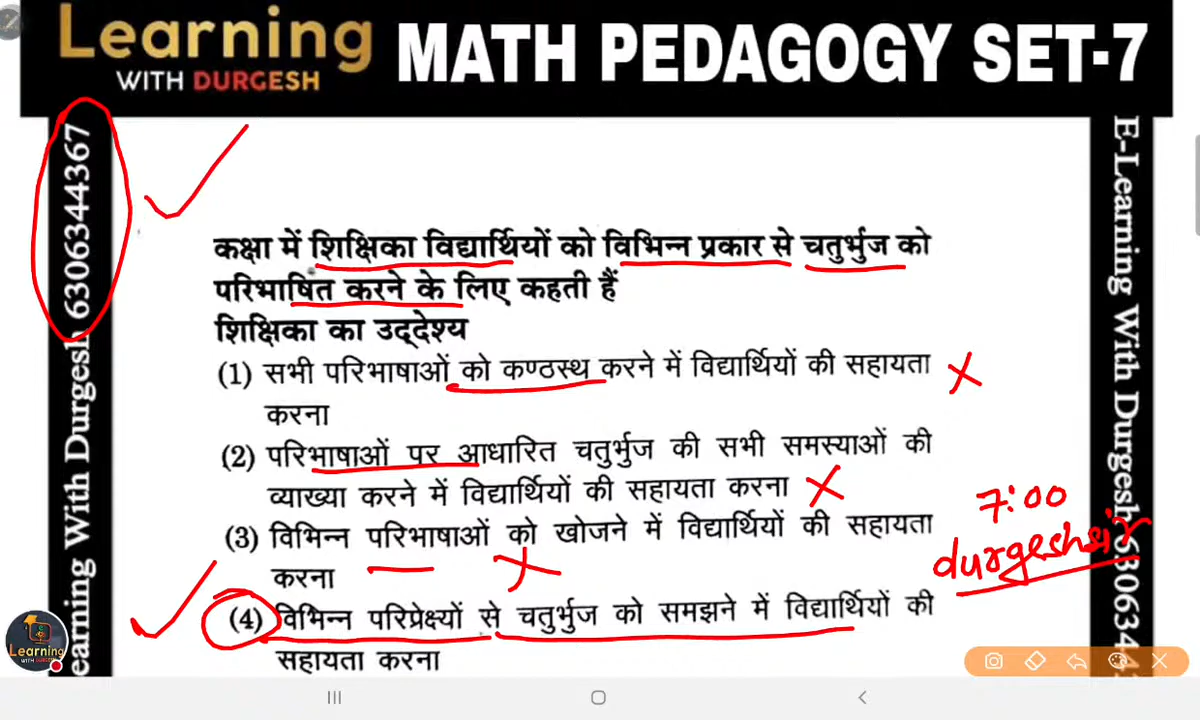 Learning
WITH DURGESH
MATH PEDAGOGY SET-7
earning With Durgesh 6306344367
कक्षा में शिक्षिका विद्यार्थियों को विभिन्न प्रकार से चतुर्भुज को
परिभाषित करने के लिए कहती हैं
शिक्षिका का उद्देश्य
(1) सभी परिभाषाओं को कण्ठस्थ करने में विद्यार्थियों की सहायता
करना
(2) परिभाषाओं पर आधारित चतुर्भुज की सभी समस्याओं की
व्याख्या करने में विद्यार्थियों की सहायता करना
(3) विभिन्न परिभाषाओं को खोजने में विद्यार्थियों की सहायता
करना
(4) विभिन्न परिप्रेक्ष्यों से चतुर्भुज को समझने में विद्यार्थियों की
सहायता करना
7:00
durgeshsir
E-Learning With Durgesh 6306344
Learning
WITH DURGESH